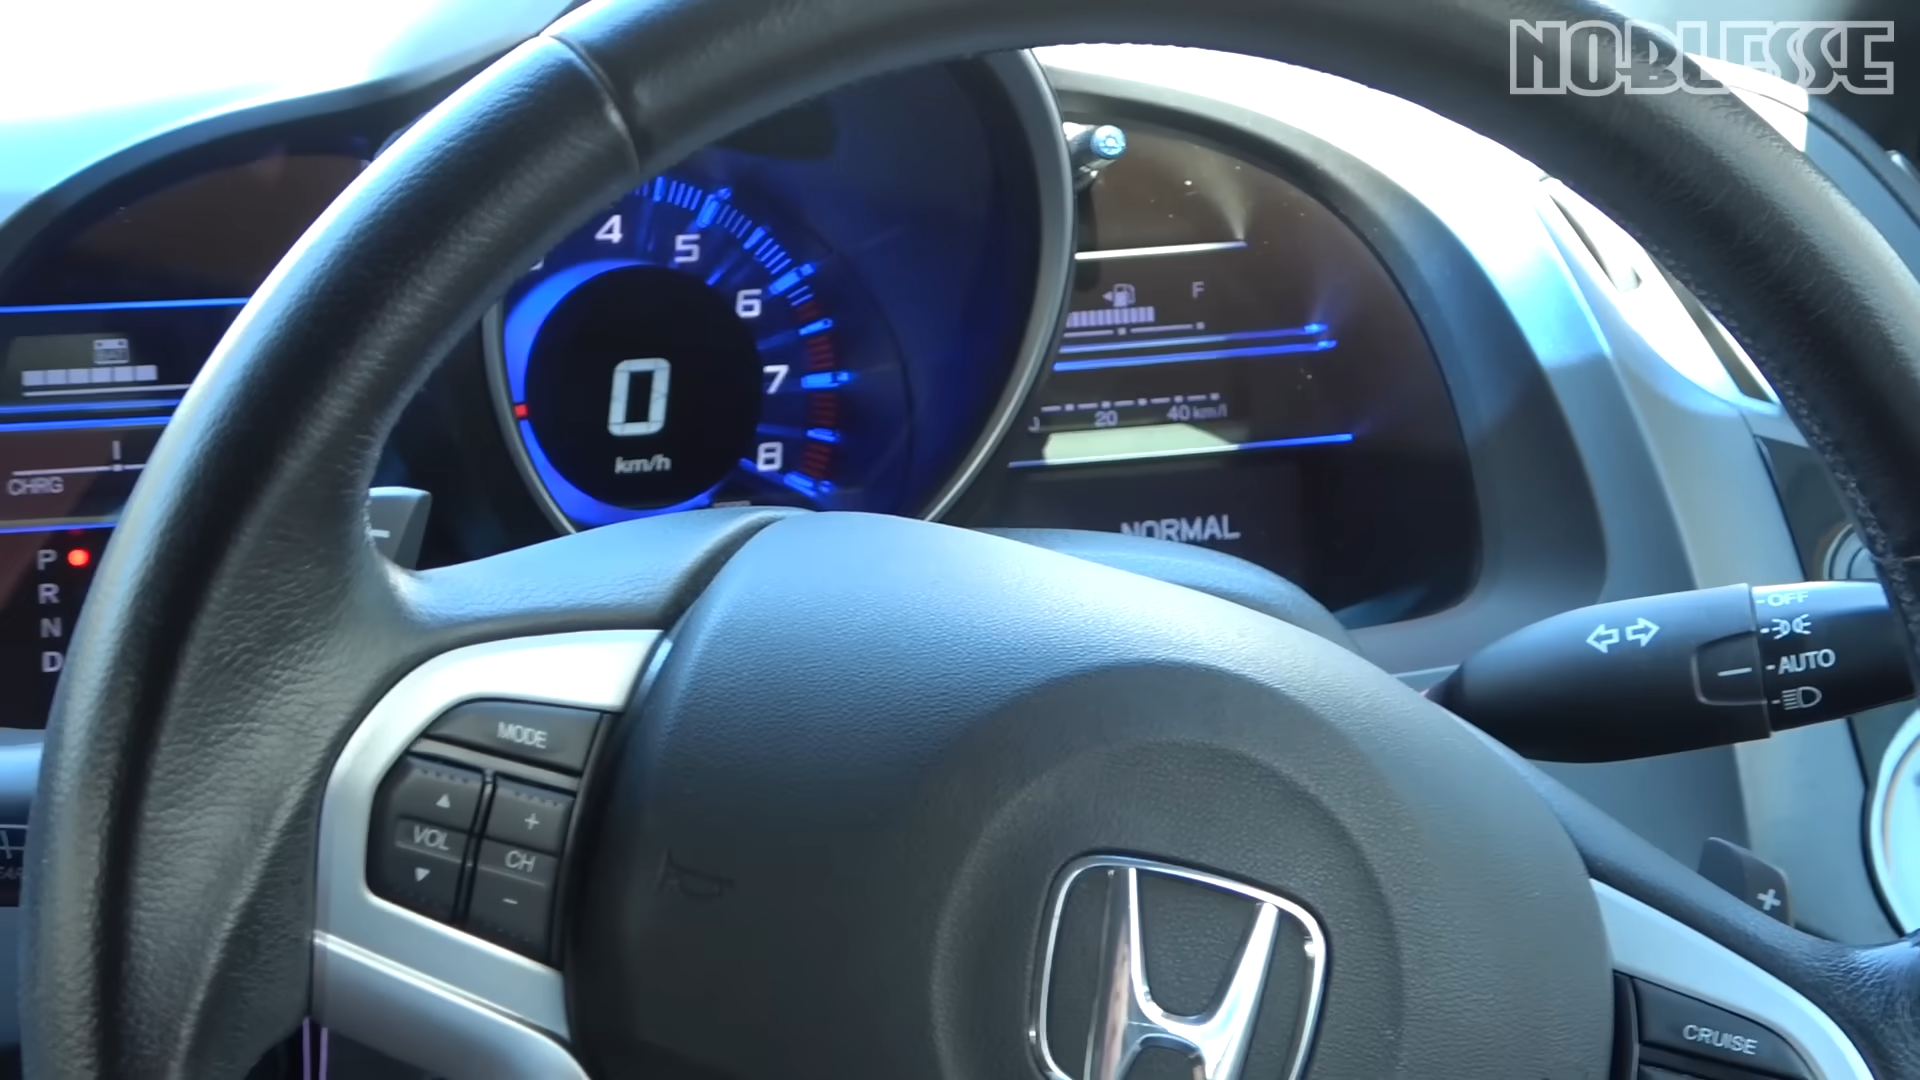 NOBLESSE
4
5
6
7
8
0
km/h
F
20 40 km/l
NORMAL
BAT
CHRG
P
R
N
D
OFF
AUTO
MODE
+
VOL
CH
-
+
CRUISE